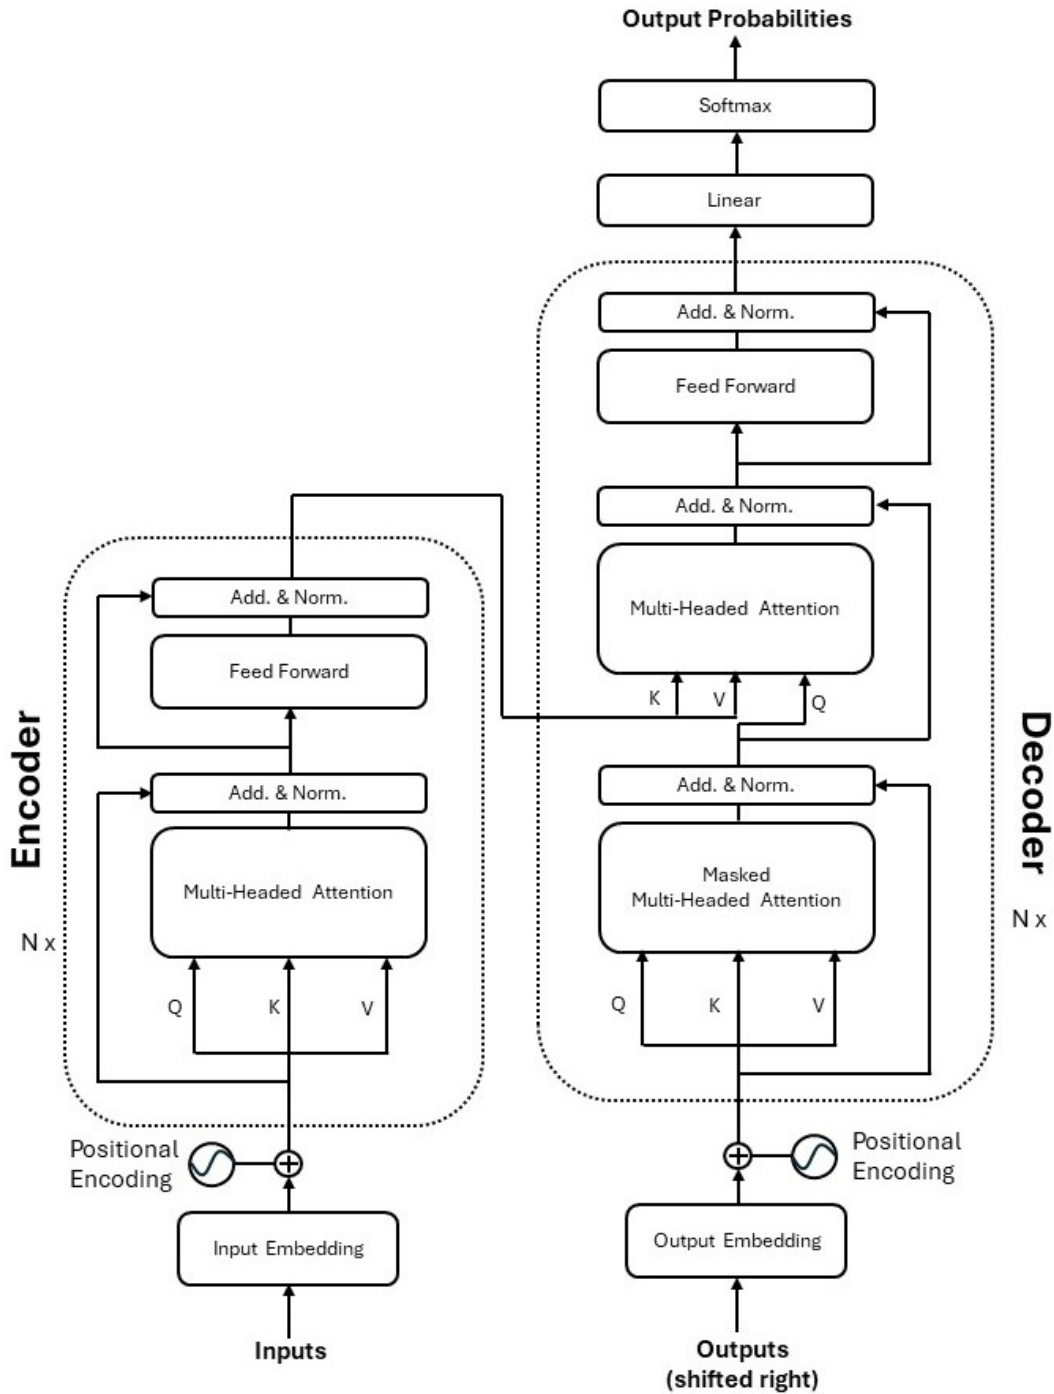 Output Probabilities
Softmax
Linear
Add. & Norm.
Feed Forward
Add. & Norm.
Multi-Headed Attention
K
V
Q
Add. & Norm.
Masked
Multi-Headed Attention
Q
K
V
Decoder
N x
Positional
Encoding
Output Embedding
Outputs
(shifted right)
Add. & Norm.
Feed Forward
Add. & Norm.
Multi-Headed Attention
Q
K
V
Encoder
N x
Positional
Encoding
Input Embedding
Inputs